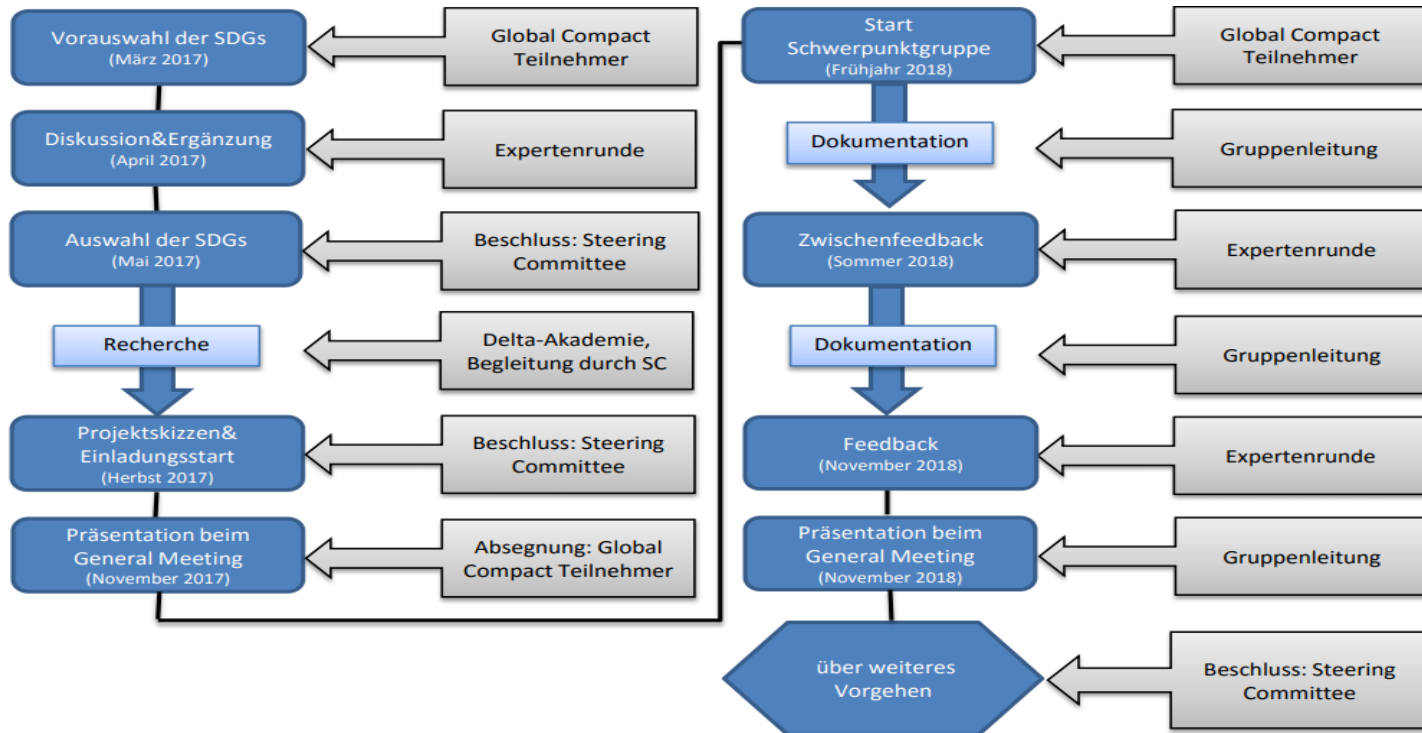 Vorauswahl der SDGs
(März 2017)
Global Compact
Teilnehmer
Diskussion&Ergänzung
(April 2017)
Expertenrunde
Auswahl der SDGs
(Mai 2017)
Beschluss: Steering
Committee
Recherche
Delta-Akademie,
Begleitung durch SC
Projektskizzen&
Einladungsstart
(Herbst 2017)
Beschluss: Steering
Committee
Präsentation beim
General Meeting
(November 2017)
Absegnung: Global
Compact Teilnehmer
Start
Schwerpunktgruppe
(Frühjahr 2018)
Global Compact
Teilnehmer
Dokumentation
Gruppenleitung
Zwischenfeedback
(Sommer 2018)
Expertenrunde
Dokumentation
Gruppenleitung
Feedback
(November 2018)
Expertenrunde
Präsentation beim
General Meeting
(November 2018)
Gruppenleitung
über weiteres
Vorgehen
Beschluss: Steering
Committee